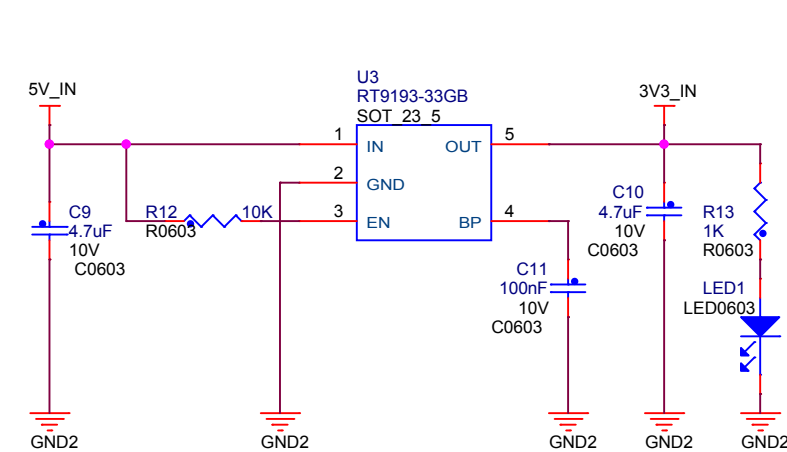 U3
RT9193-33GB
SOT_23_5
5V_IN
3V3_IN
1
IN
OUT
5
2
GND
3
EN
BP
4
C9
4.7uF
10V
C0603
R12
10K
R0603
C11
100nF
10V
C0603
C10
4.7uF
10V
C0603
R13
1K
R0603
LED1
LED0603
GND2
GND2
GND2
GND2
GND2